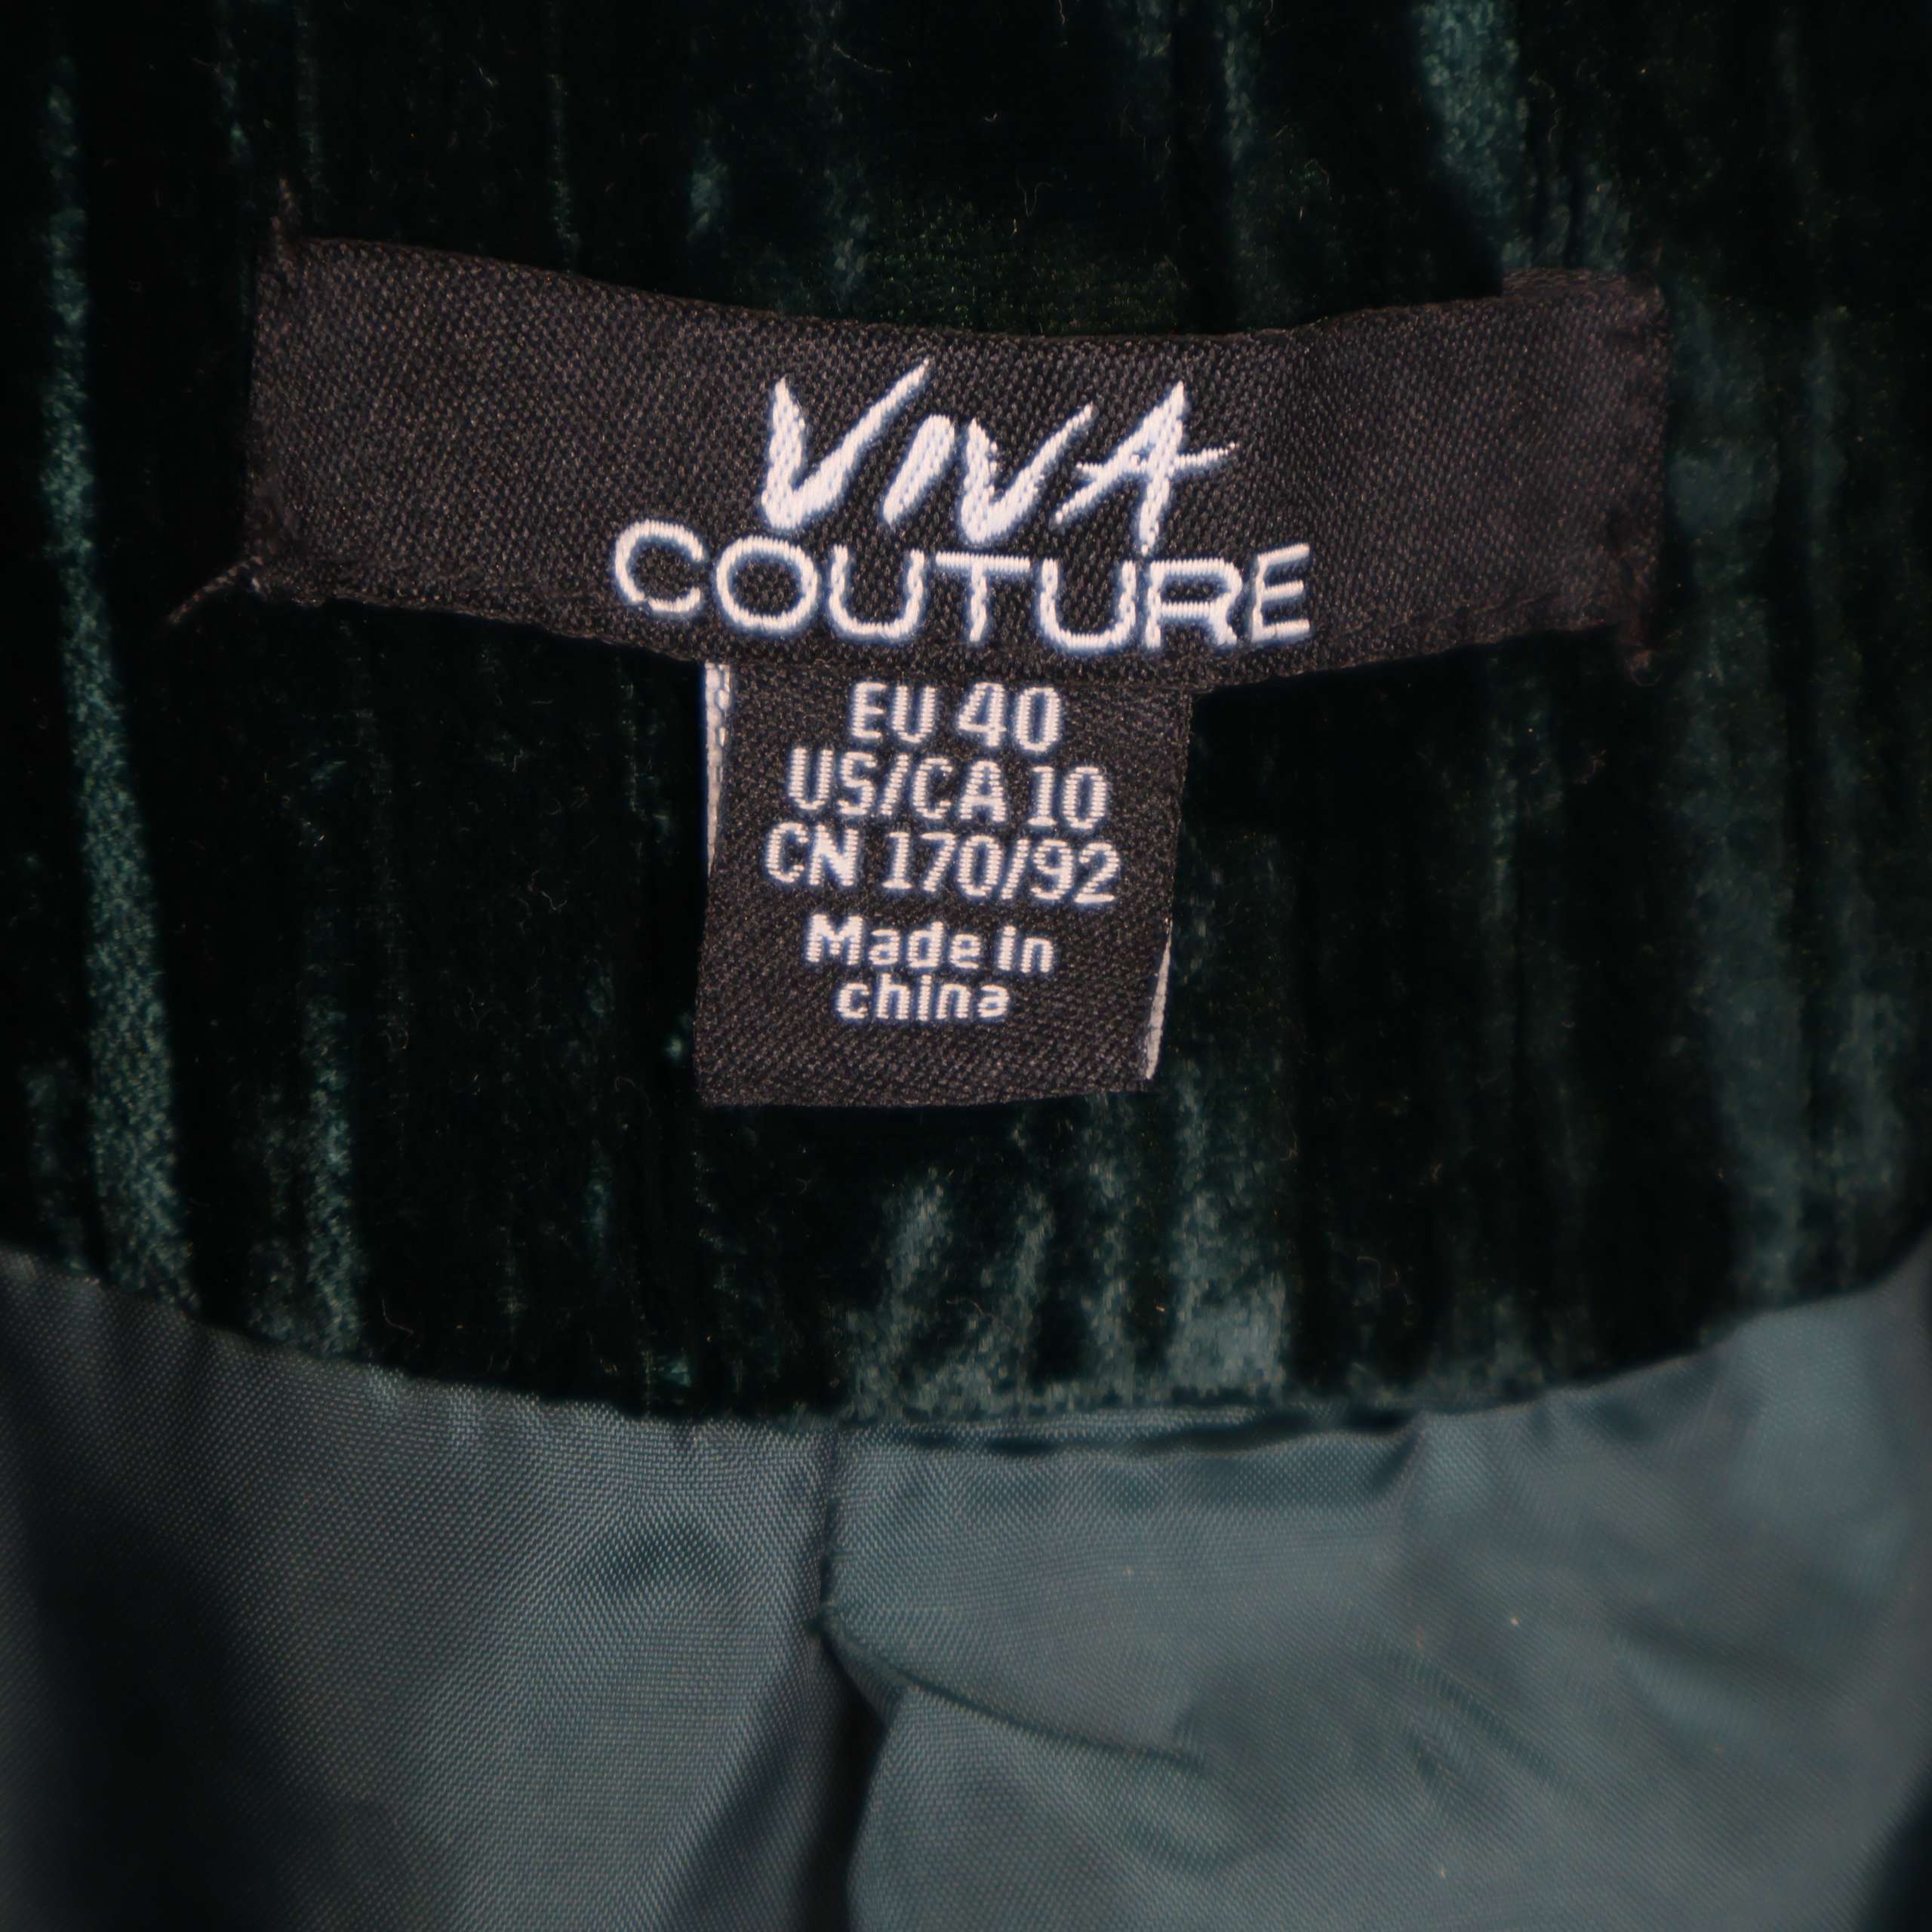 VIVA
COUTURE
EU 40
US/CA 10
CN 170/92
Made in
china